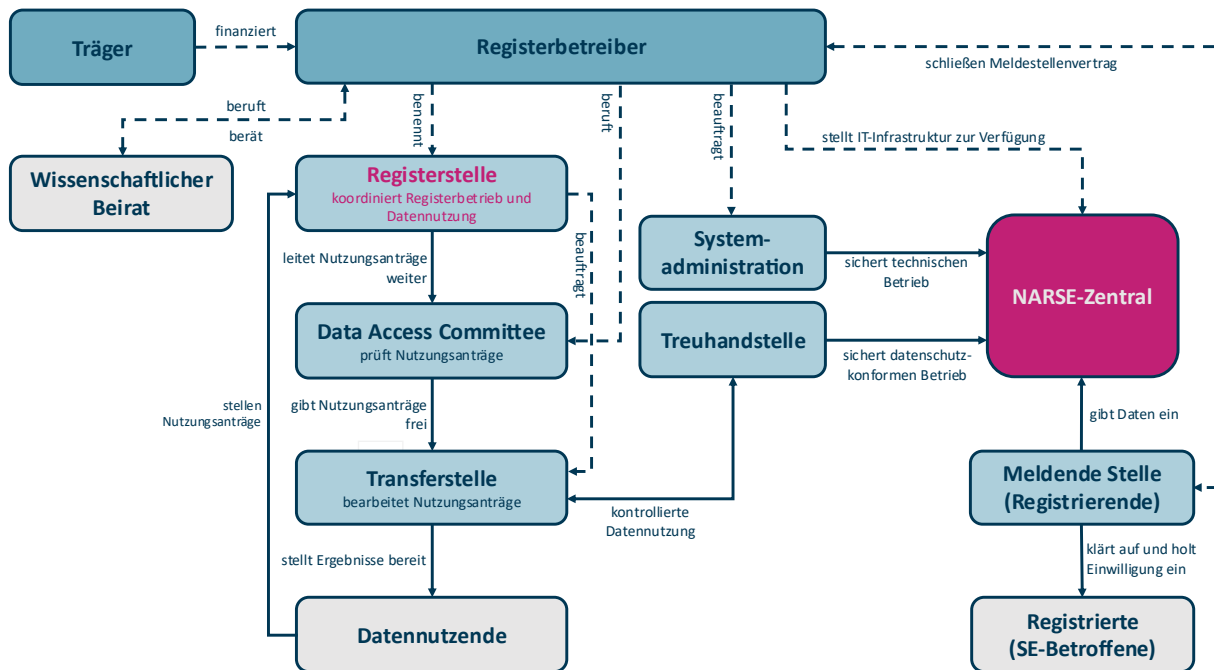 Träger
finanziert
Registerbetreiber
schließen Meldestellenvertrag
beruft
berät
benennt
beruft
beauftragt
stellt IT-Infrastruktur zur Verfügung
Wissenschaftlicher
Beirat
Registerstelle
koordiniert Registerbetrieb und
Datennutzung
beauftragt
System-
administration
sichert technischen
Betrieb
NARSE-Zentral
leitet Nutzungsanträge
weiter
Data Access Committee
prüft Nutzungsanträge
Treuhandstelle
sichert datenschutz-
konformen Betrieb
stellen
Nutzungsanträge
gibt Nutzungsanträge
frei
gibt Daten ein
Transferstelle
bearbeitet Nutzungsanträge
kontrollierte
Datennutzung
Meldende Stelle
(Registrierende)
stellt Ergebnisse bereit
klärt auf und holt
Einwilligung ein
Datennutzende
Registrierte
(SE-Betroffene)